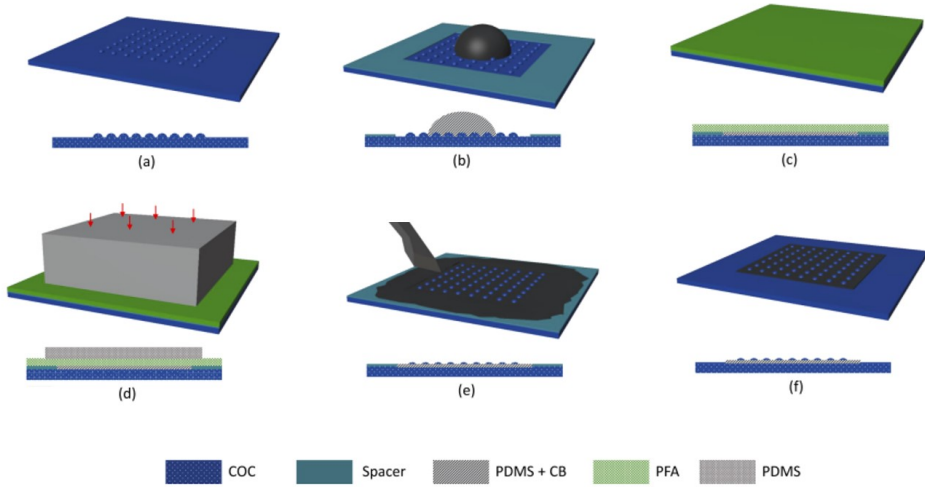 (a)
(b)
(c)
(d)
(e)
(f)
COC
Spacer
PDMS + CB
PFA
PDMS